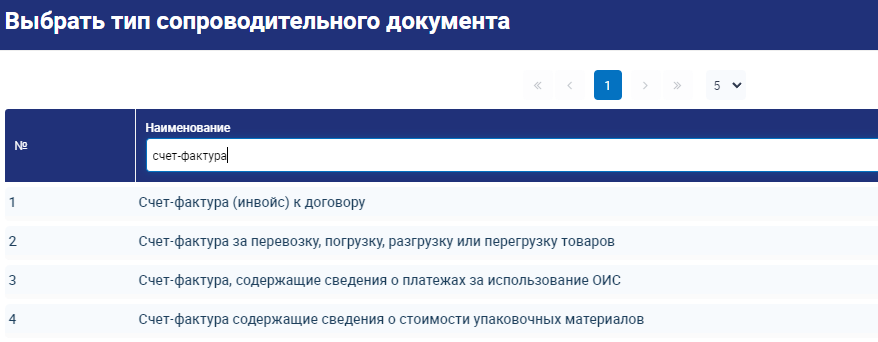 Выбрать тип сопроводительного документа
« ‹ 1 › » 5
№
Наименование
счет-фактура
1 Счет-фактура (инвойс) к договору
2 Счет-фактура за перевозку, погрузку, разгрузку или перегрузку товаров
3 Счет-фактура, содержащие сведения о платежах за использование ОИС
4 Счет-фактура содержащие сведения о стоимости упаковочных материалов